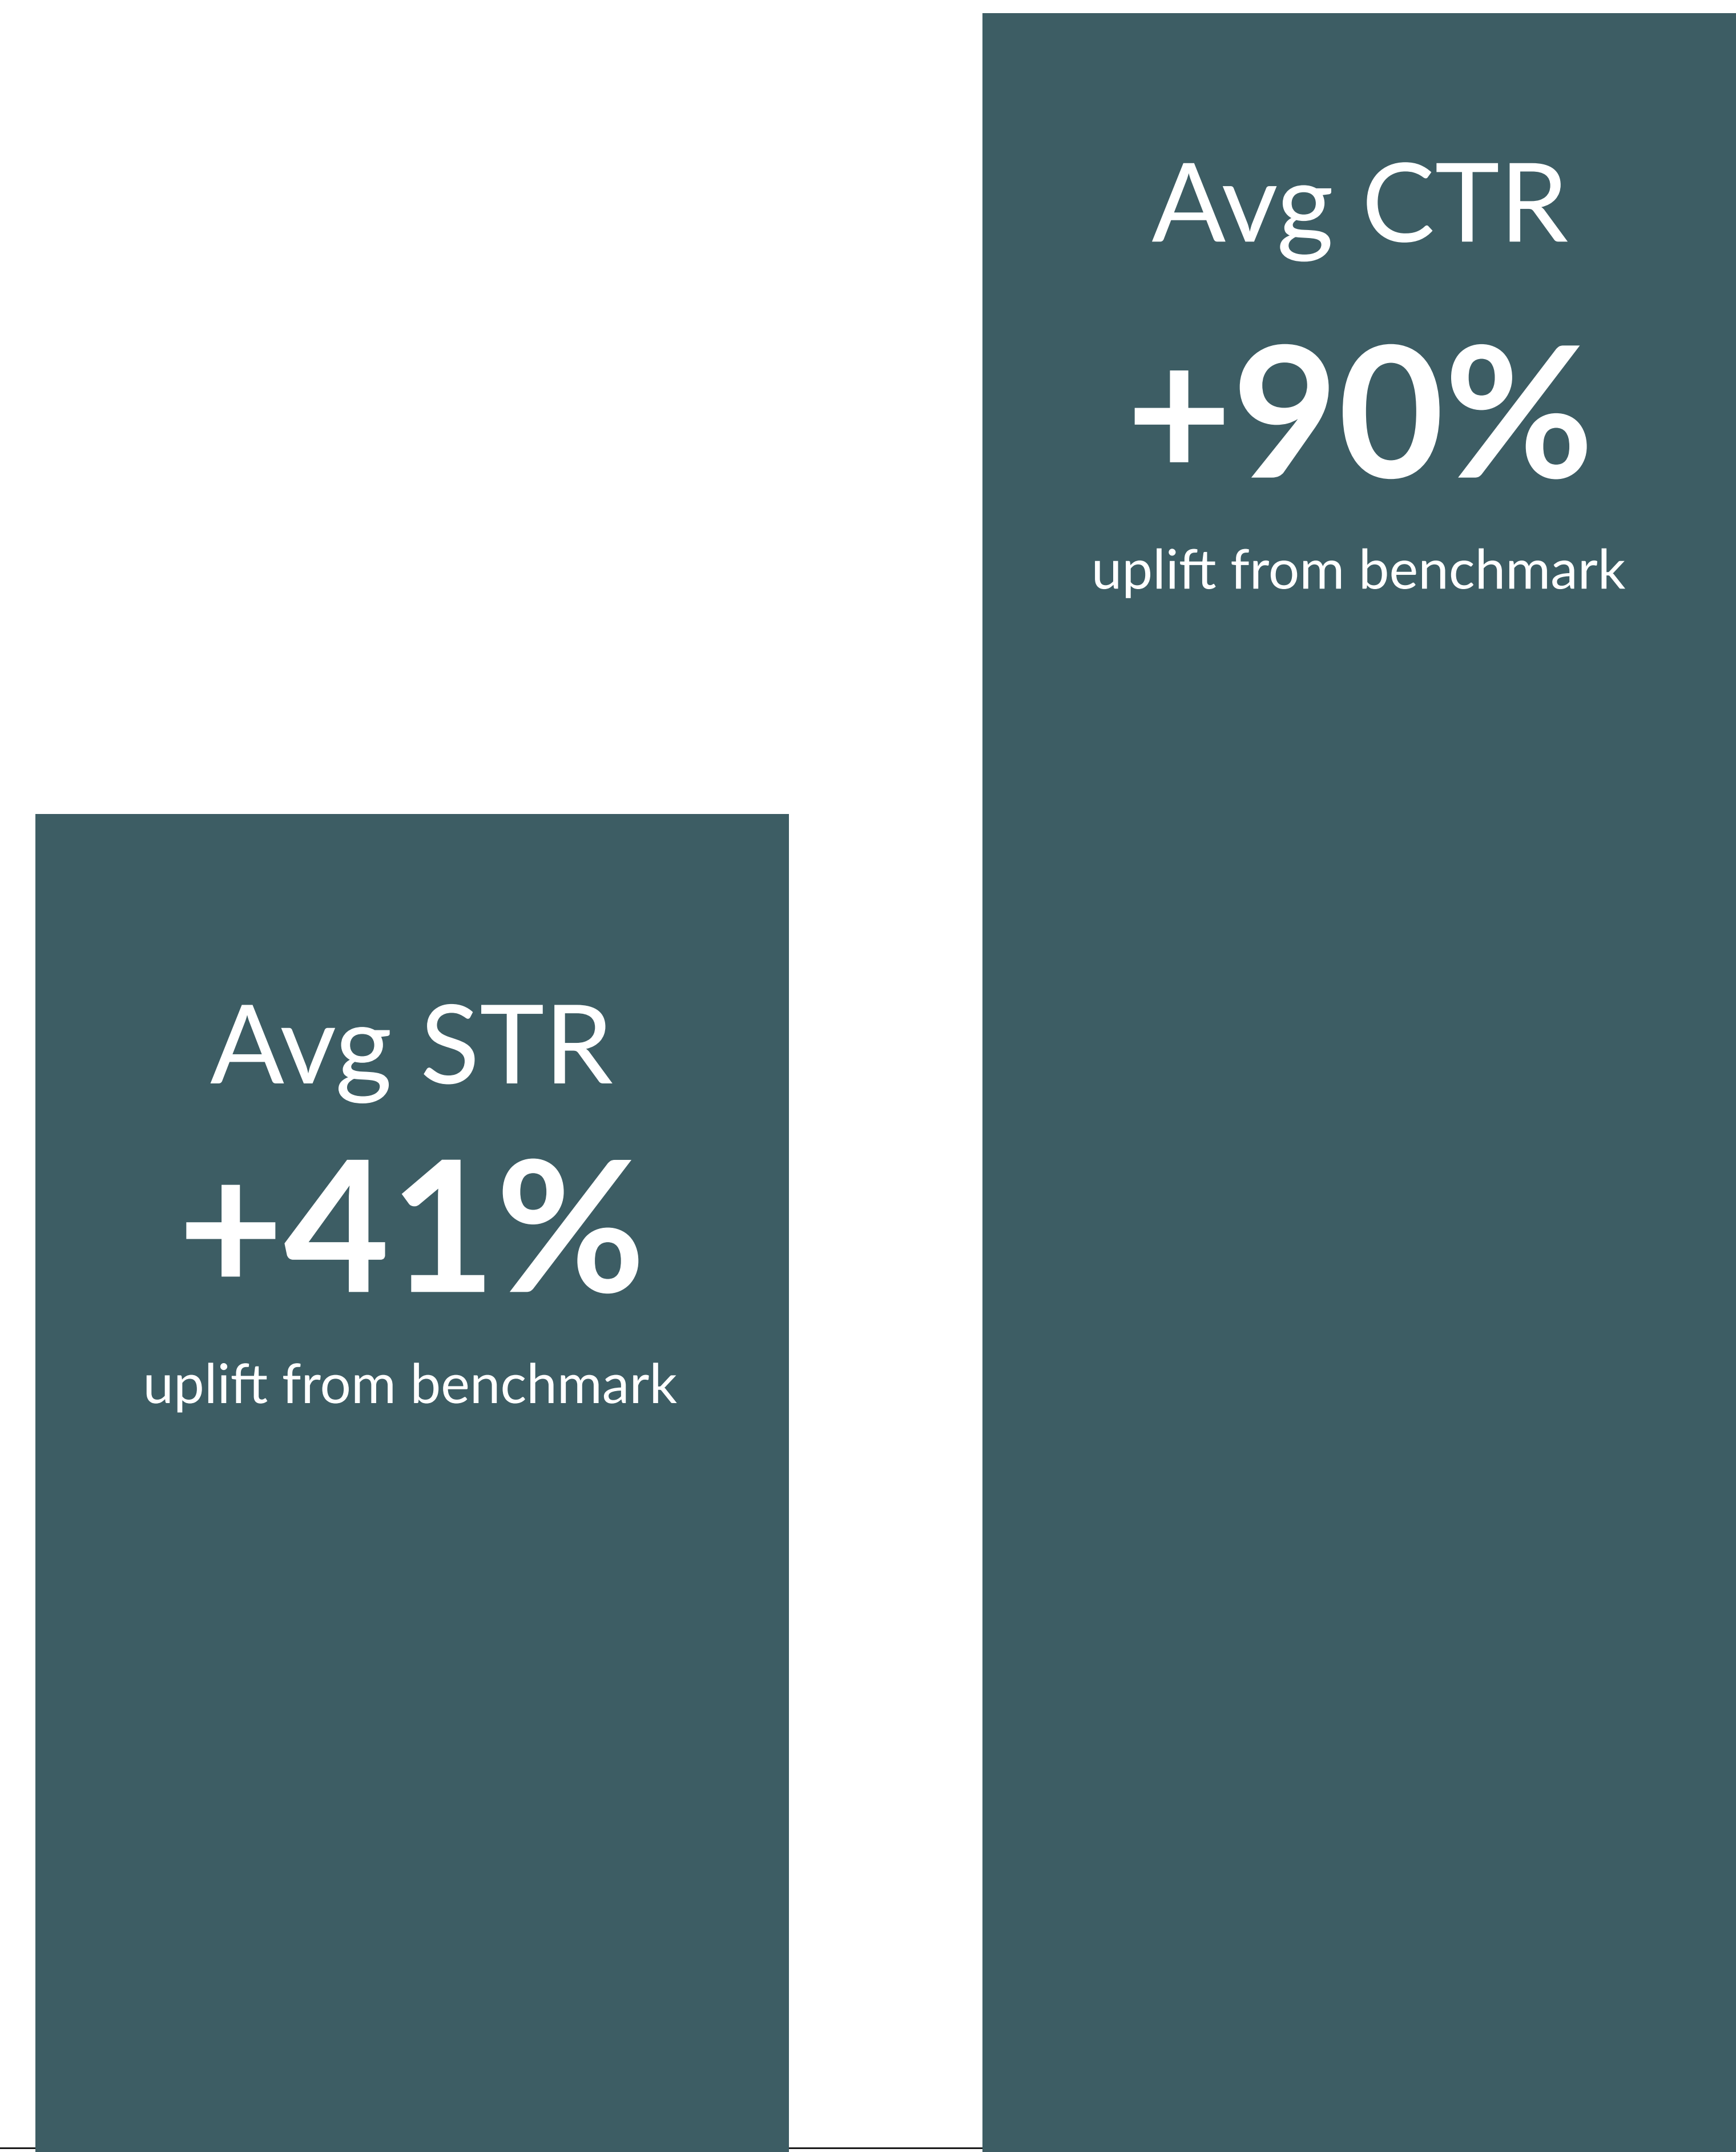 Avg STR
+41%
uplift from benchmark
Avg CTR
+90%
uplift from benchmark